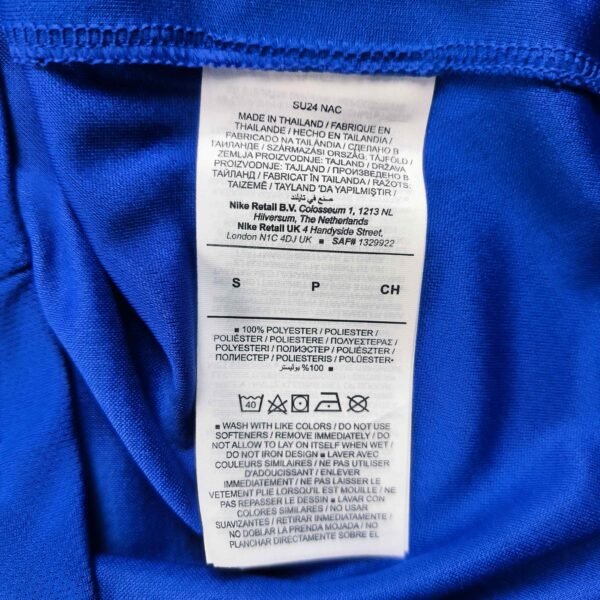 SU24 NAC
MADE IN THAILAND / FABRIQUE EN
THAILANDE / HECHO EN TAILANDIA /
FABRICADO NA TAILÂNDIA / СДЕЛАНО В
ТАИЛАНДЕ / SZÁRMAZÁSI ORSZÁG: TÁJFÖLD /
ZEMLJA PROIZVODNJE: TAJLAND / DRŽAVA
PROIZVODNJE: TAJLAND / ПРОИЗВЕДЕНО В
ТАЙЛАНД / FABRICAT ÎN TAILANDA / RAŽOTS:
TAIZEMĒ / TAYLAND 'DA YAPILMIŞTIR /
صنع في تايلند
Nike Retail B.V. Colosseum 1, 1213 NL
Hilversum, The Netherlands
Nike Retail UK 4 Handyside Street,
London N1C 4DJ UK ■ SAF# 1329922
S P CH
■ 100% POLYESTER / POLIESTER /
POLIÉSTER / POLIESTERE / ΠΟΛΥΕΣΤΕΡΑΣ /
POLYESTERI / ПОЛИЭСТЕР / POLIÉSZTER /
ПОЛИЕСТЕР / POLIESTERIS / POLÜESTER•
■ 100% بوليستر
40
■ WASH WITH LIKE COLORS / DO NOT USE
SOFTENERS / REMOVE IMMEDIATELY / DO
NOT ALLOW TO LAY ON ITSELF WHEN WET /
DO NOT IRON DESIGN ■ LAVER AVEC
COULEURS SIMILAIRES / NE PAS UTILISER
D'ADOUCISSANT / ENLEVER
IMMÉDIATEMENT / NE PAS LAISSER LE
VETEMENT PLIE LORSQU'IL EST MOUILLE / NE
PAS REPASSER LE DESSIN ■ LAVAR CON
COLORES SIMILARES / NO USAR
SUAVIZANTES / RETIRAR INMEDIATAMENTE /
NO DOBLAR LA PRENDA MOJADA / NO
PLANCHAR DIRECTAMENTE SOBRE EL